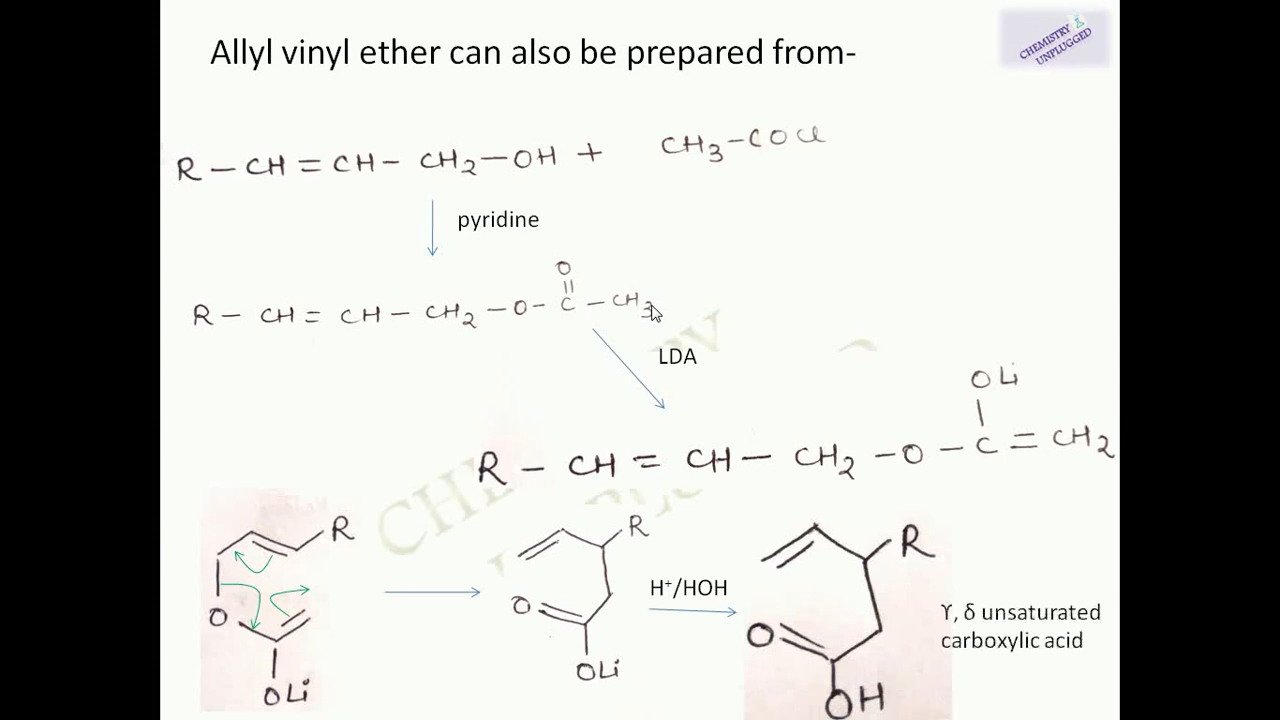 Allyl vinyl ether can also be prepared from-
CHEMISTRY
UNPLUGGED
R — CH = CH — CH2 — OH + CH3 — COCl
pyridine
O
||
R — CH = CH — CH2 — O — C — CH3
LDA
OLi
|
R — CH = CH — CH2 — O — C = CH2
R
O
OLi
R
O
OLi
H+/HOH
R
O
OH
ϒ, δ unsaturated
carboxylic acid